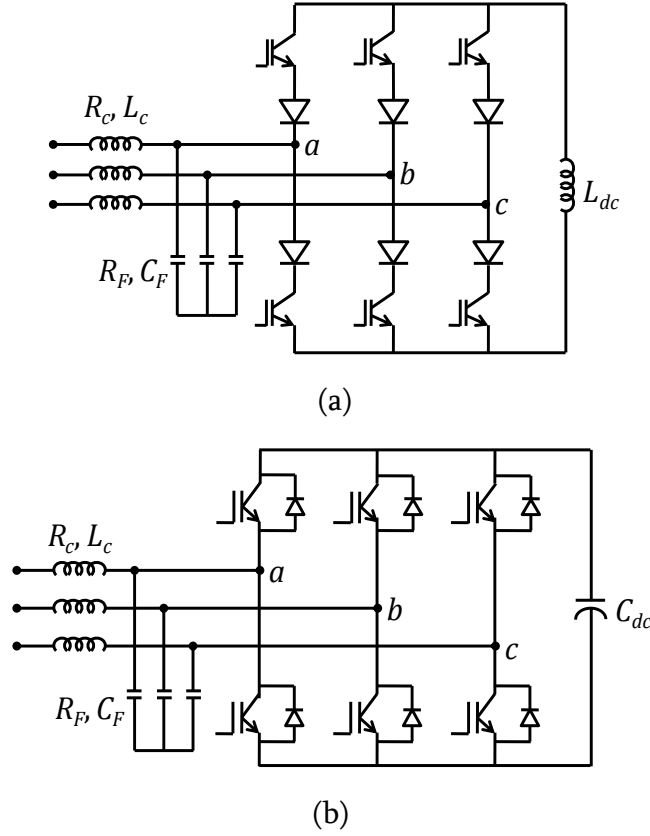 R_c, L_c
a
b
c
L_dc
R_F, C_F
(a)
R_c, L_c
a
b
c
C_dc
R_F, C_F
(b)